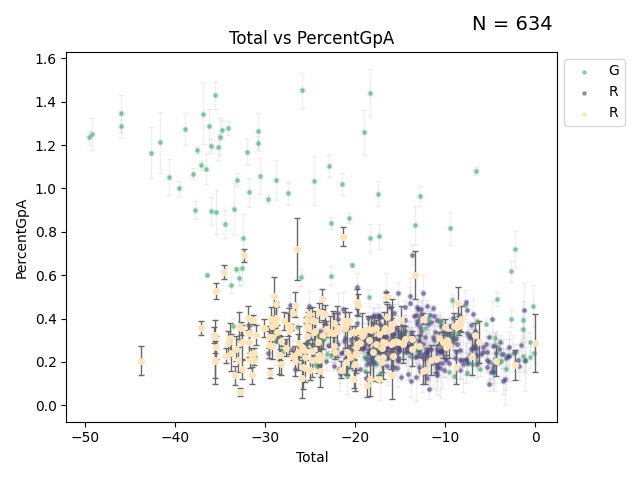 N = 634
Total vs PercentGpA
G
R
R
PercentGpA
1.6
1.4
1.2
1.0
0.8
0.6
0.4
0.2
0.0
−50 −40 −30 −20 −10 0
Total